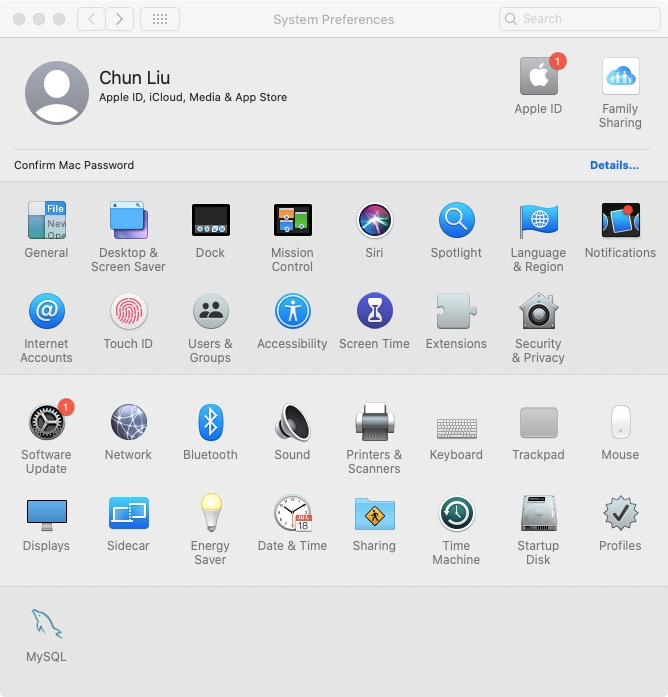 System Preferences
Search
Chun Liu
Apple ID, iCloud, Media & App Store
1
Apple ID
Family
Sharing
Confirm Mac Password
Details...
File
New
Ope
General
Desktop &
Screen Saver
Dock
Mission
Control
Siri
Spotlight
Language
& Region
Notifications
@
Internet
Accounts
Touch ID
Users &
Groups
Accessibility
Screen Time
Extensions
Security
& Privacy
1
Software
Update
Network
Bluetooth
Sound
Printers &
Scanners
Keyboard
Trackpad
Mouse
Displays
Sidecar
Energy
Saver
JUL
18
Date & Time
Sharing
Time
Machine
Startup
Disk
Profiles
MySQL